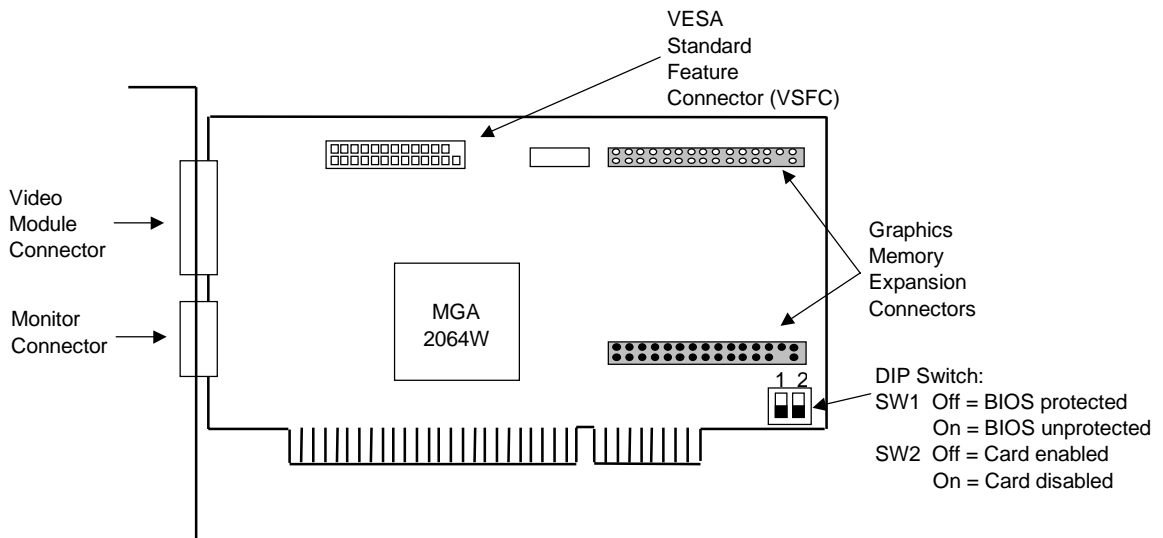 VESA
Standard
Feature
Connector (VSFC)
Video
Module
Connector
Graphics
Memory
Expansion
Connectors
MGA
2064W
Monitor
Connector
1 2
DIP Switch:
SW1 Off = BIOS protected
On = BIOS unprotected
SW2 Off = Card enabled
On = Card disabled